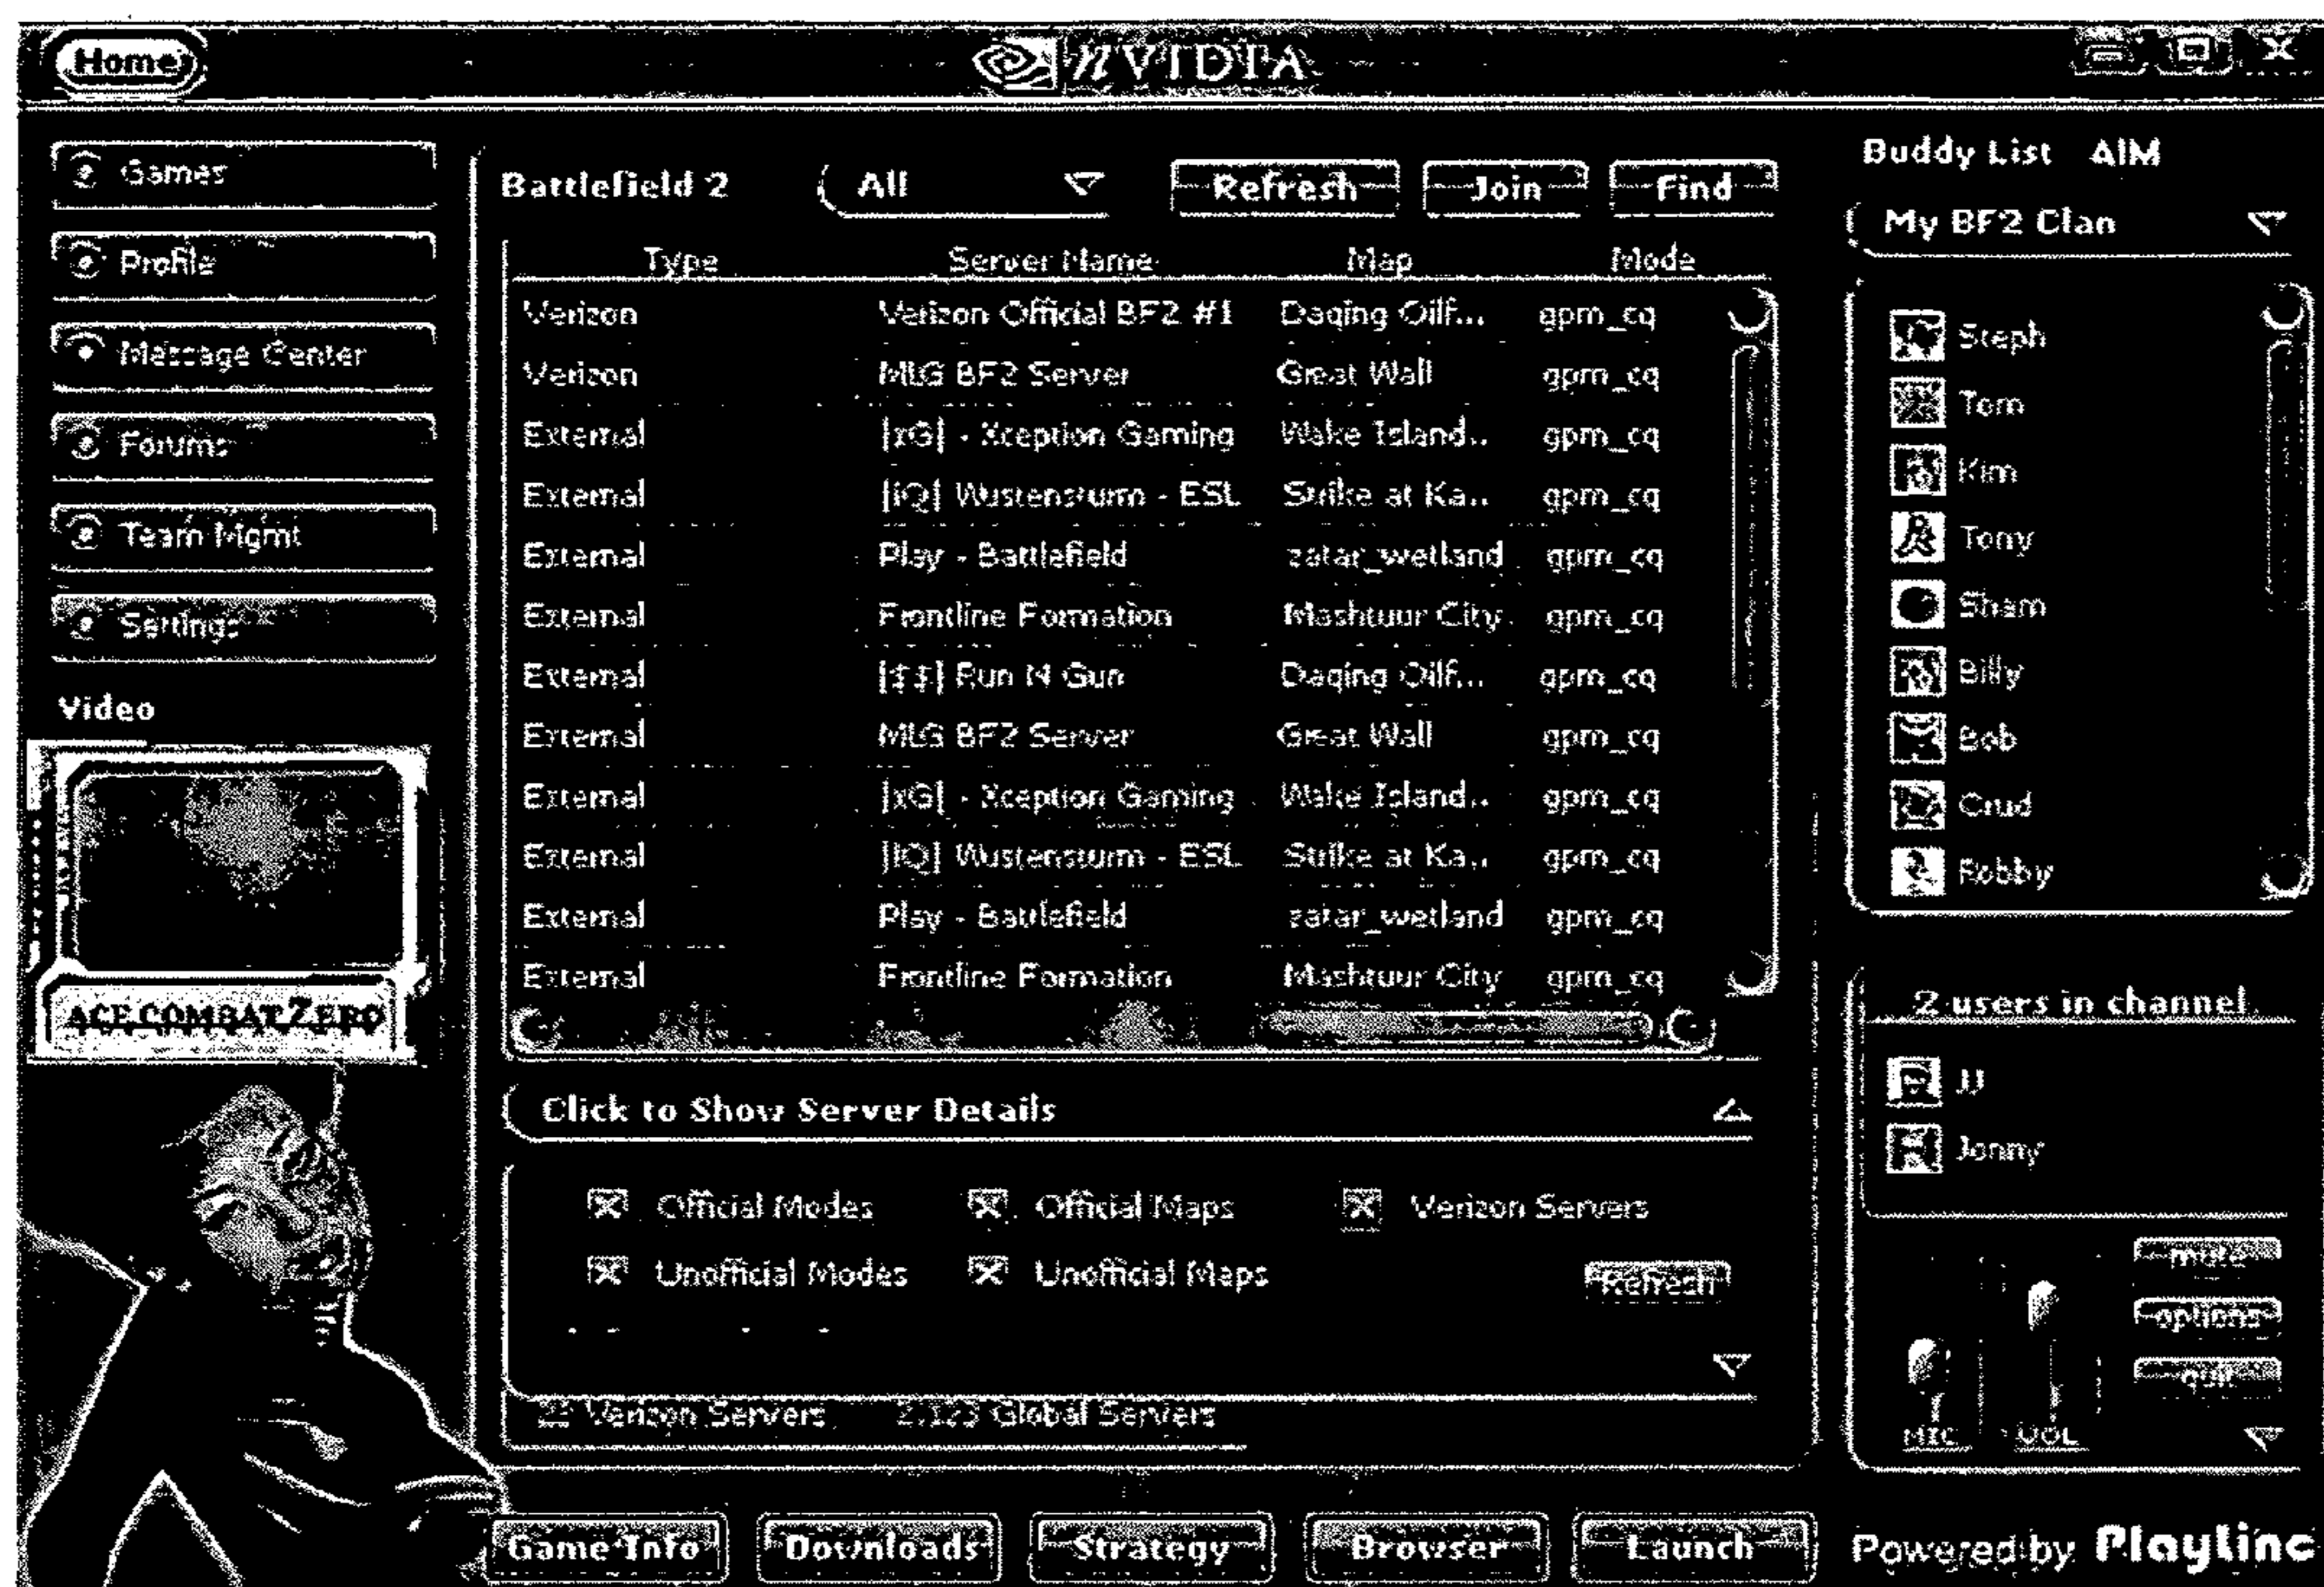 Home
nVIDIA
Games
Profile
Message Center
Forums
Team Mgmt
Settings
Video
ACE COMBAT ZERO
Battlefield 2 All Refresh Join Find
Type Server Name Map Mode
Verizon Verizon Official BF2 #1 Daqing Oilf... gpm_cq
Verizon MLG BF2 Server Great Wall gpm_cq
External |xG| - Xception Gaming Wake Island.. gpm_cq
External |iQ| Wustensturm - ESL Strike at Ka.. gpm_cq
External Play - Battlefield zatar_wetland gpm_cq
External Frontline Formation Mashtuur City gpm_cq
External |$$| Run N Gun Daqing Oilf... gpm_cq
External MLG BF2 Server Great Wall gpm_cq
External |xG| - Xception Gaming Wake Island.. gpm_cq
External |iQ| Wustensturm - ESL Strike at Ka.. gpm_cq
External Play - Battlefield zatar_wetland gpm_cq
External Frontline Formation Mashtuur City gpm_cq
Click to Show Server Details
Official Modes Official Maps Verizon Servers
Unofficial Modes Unofficial Maps Refresh
Verizon Servers Global Servers
Game Info Downloads Strategy Browser Launch
Buddy List AIM
My BF2 Clan
Steph
Tom
Kim
Tony
Sham
Billy
Bob
Crud
Robby
2 users in channel
JJ
Jonny
mute
options
quit
MIC VOL
Powered by PlayLinc